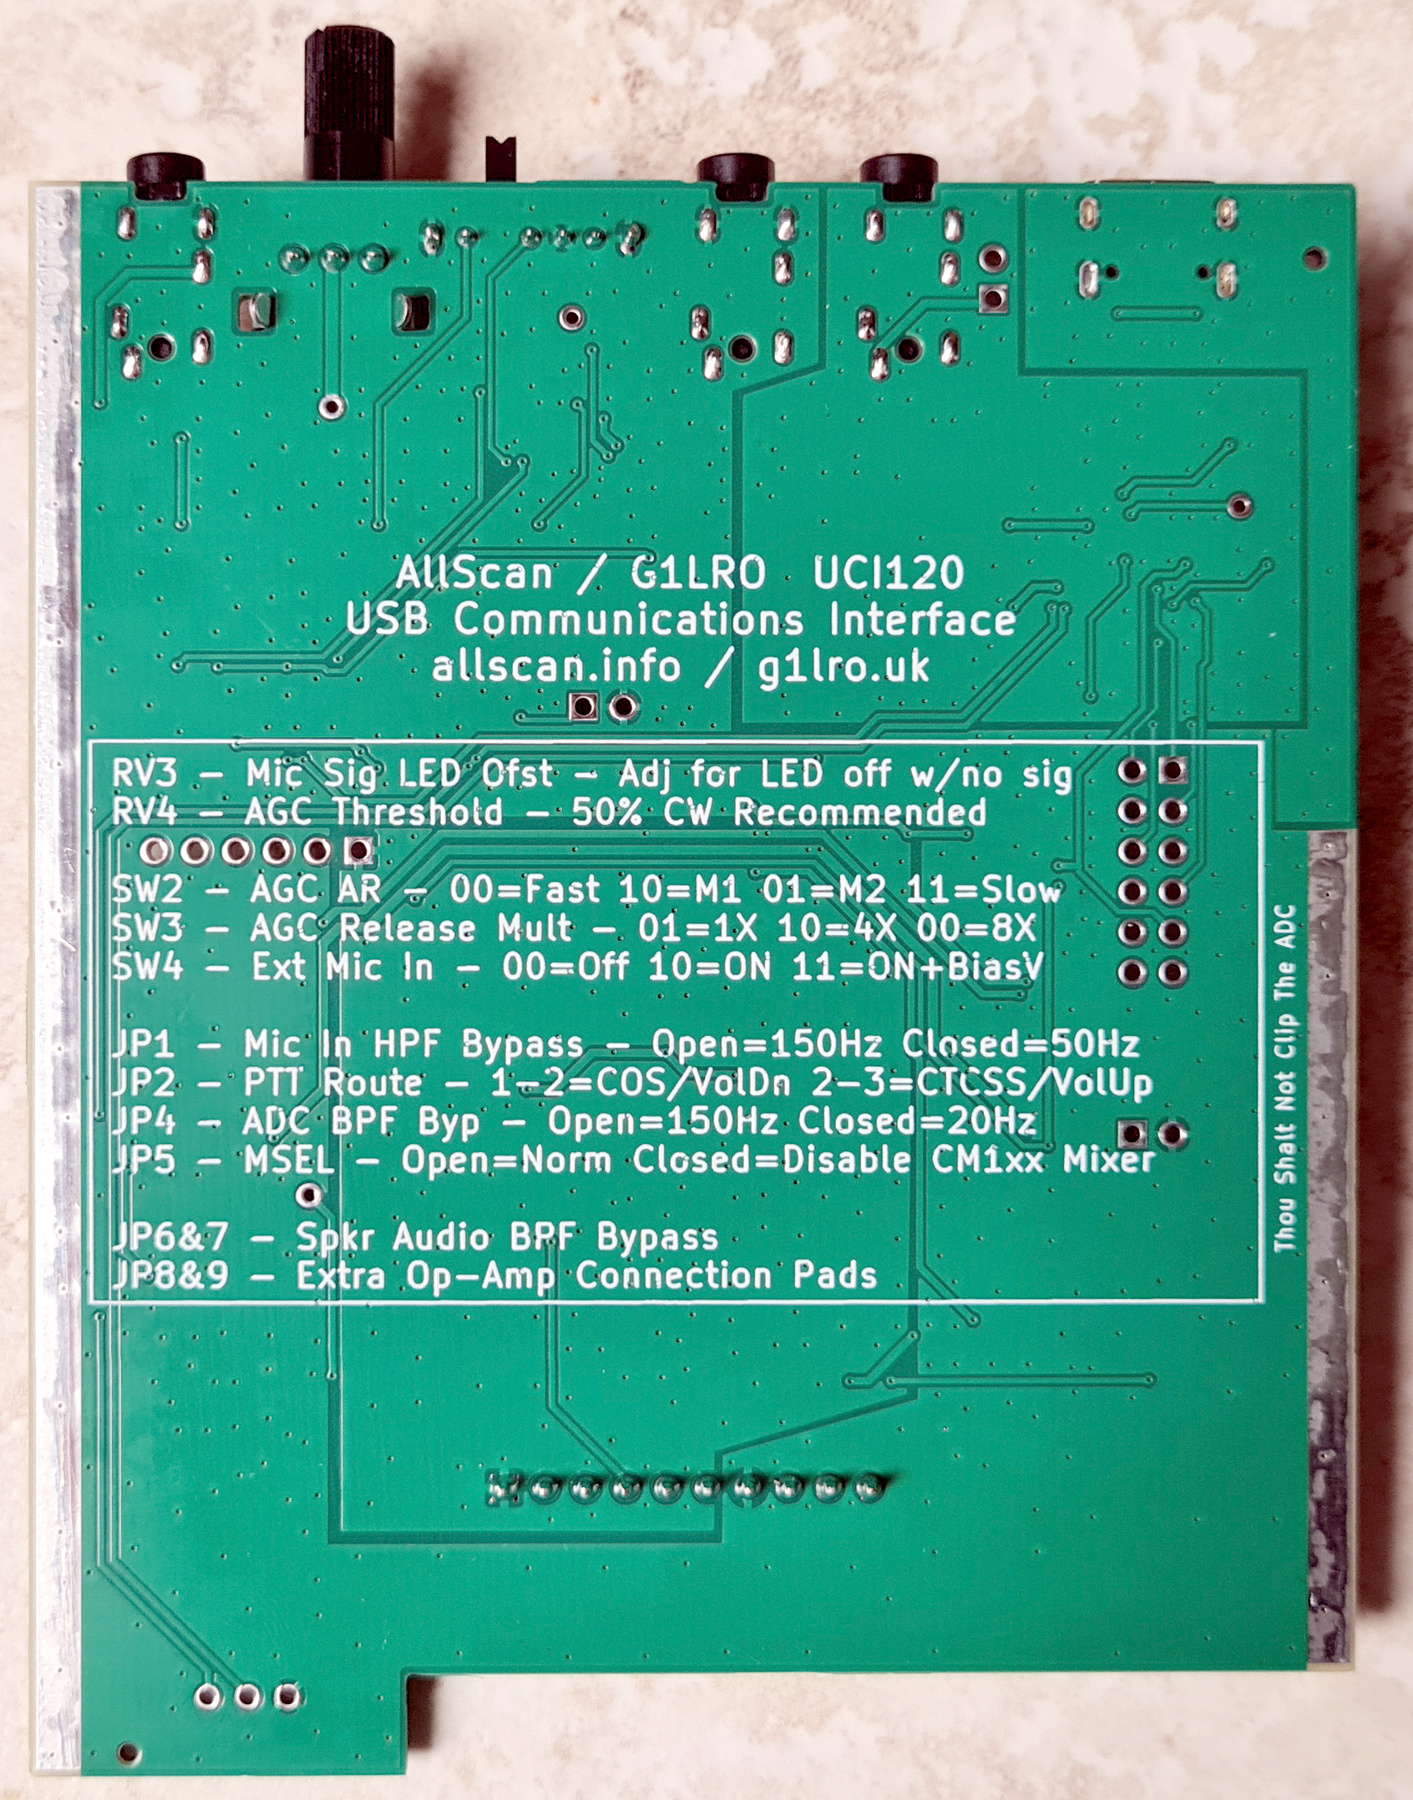 AllScan / G1LRO UCI120
USB Communications Interface
allscan.info / g1lro.uk
RV3 – Mic Sig LED Ofst – Adj for LED off w/no sig
RV4 – AGC Threshold – 50% CW Recommended
SW2 – AGC AR – 00=Fast 10=M1 01=M2 11=Slow
SW3 – AGC Release Mult – 01=1X 10=4X 00=8X
SW4 – Ext Mic In – 00=Off 10=ON 11=ON+BiasV
JP1 – Mic In HPF Bypass – Open=150Hz Closed=50Hz
JP2 – PTT Route – 1–2=COS/VolDn 2–3=CTCSS/VolUp
JP4 – ADC BPF Byp – Open=150Hz Closed=20Hz
JP5 – MSEL – Open=Norm Closed=Disable CM1xx Mixer
JP6&7 – Spkr Audio BPF Bypass
JP8&9 – Extra Op–Amp Connection Pads
Thou Shalt Not Clip The ADC